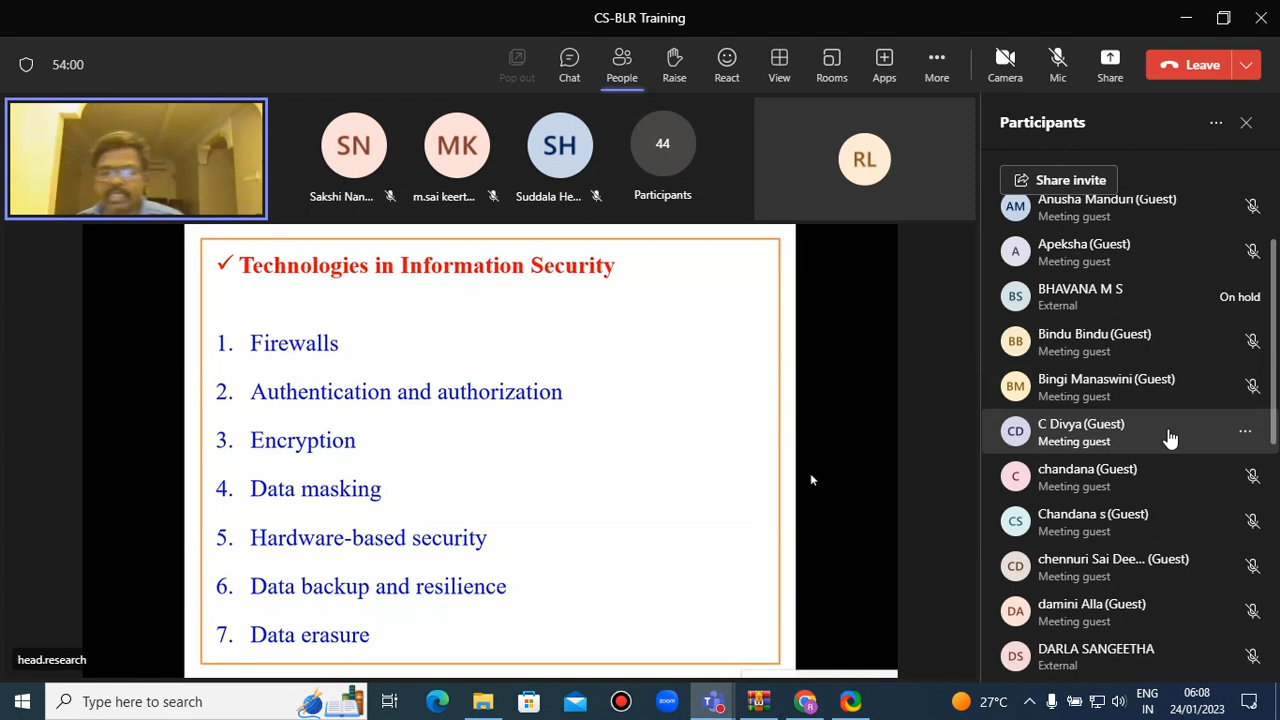 CS-BLR Training
54:00
Pop out
Chat
People
Raise
React
View
Rooms
Apps
More
Camera
Mic
Share
Leave
SN
MK
SH
44
RL
Sakshi Nan...
m.sai keert...
Suddala He...
Participants
✓ Technologies in Information Security
1. Firewalls
2. Authentication and authorization
3. Encryption
4. Data masking
5. Hardware-based security
6. Data backup and resilience
7. Data erasure
head.research
Participants
Share invite
AM
Anusha Manduri (Guest)
Meeting guest
A
Apeksha (Guest)
Meeting guest
BS
BHAVANA M S
External
On hold
BB
Bindu Bindu (Guest)
Meeting guest
BM
Bingi Manaswini (Guest)
Meeting guest
CD
C Divya (Guest)
Meeting guest
C
chandana (Guest)
Meeting guest
CS
Chandana s (Guest)
Meeting guest
CD
chennuri Sai Dee... (Guest)
Meeting guest
DA
damini Alla (Guest)
Meeting guest
DS
DARLA SANGEETHA
External
Type here to search
zoom
27°C
ENG
IN
06:08
24/01/2023